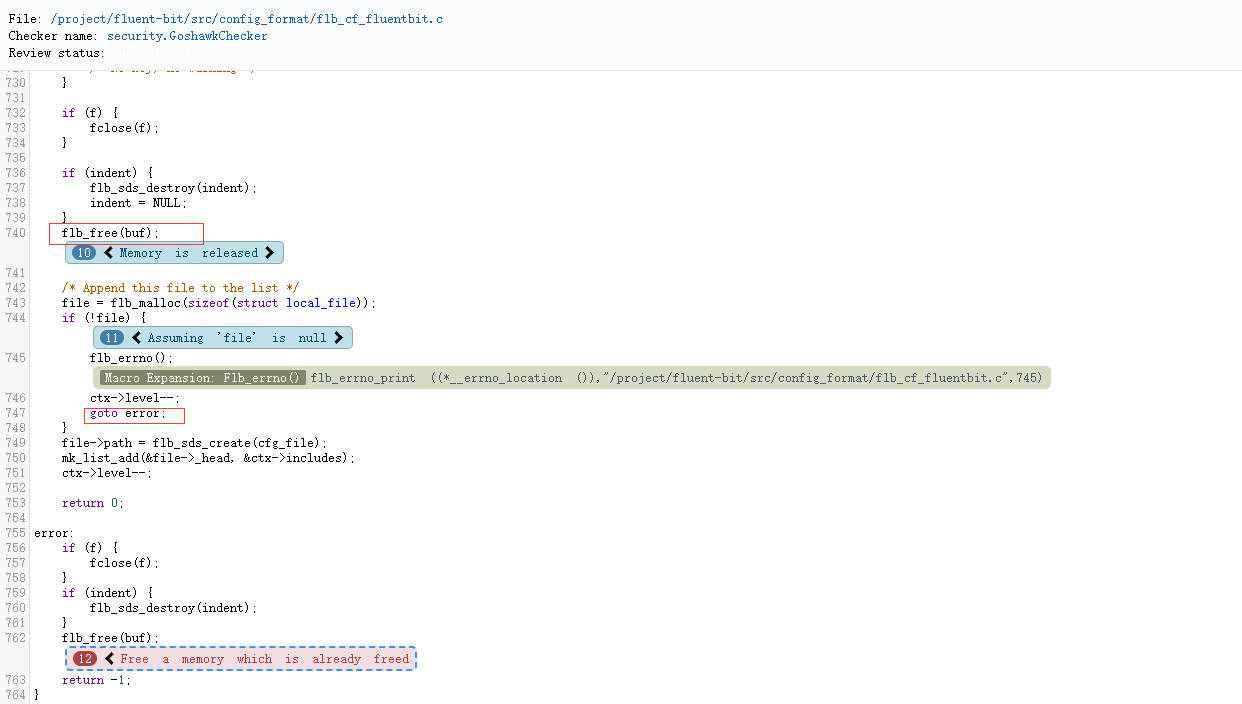 File: /project/fluent-bit/src/config_format/flb_cf_fluentbit.c
Checker name: security.GoshawkChecker
Review status:
730 }
731
732 if (f) {
733 fclose(f);
734 }
735
736 if (indent) {
737 flb_sds_destroy(indent);
738 indent = NULL;
739 }
740 flb_free(buf);
10 Memory is released
741
742 /* Append this file to the list */
743 file = flb_malloc(sizeof(struct local_file));
744 if (!file) {
11 Assuming 'file' is null
745 flb_errno();
Macro Expansion: Flb_errno() flb_errno_print ((*__errno_location ()),"/project/fluent-bit/src/config_format/flb_cf_fluentbit.c",745)
746 ctx->level--;
747 goto error;
748 }
749 file->path = flb_sds_create(cfg_file);
750 mk_list_add(&file->_head, &ctx->includes);
751 ctx->level--;
752
753 return 0;
754
755 error:
756 if (f) {
757 fclose(f);
758 }
759 if (indent) {
760 flb_sds_destroy(indent);
761 }
762 flb_free(buf);
12 Free a memory which is already freed
763 return -1;
764 }